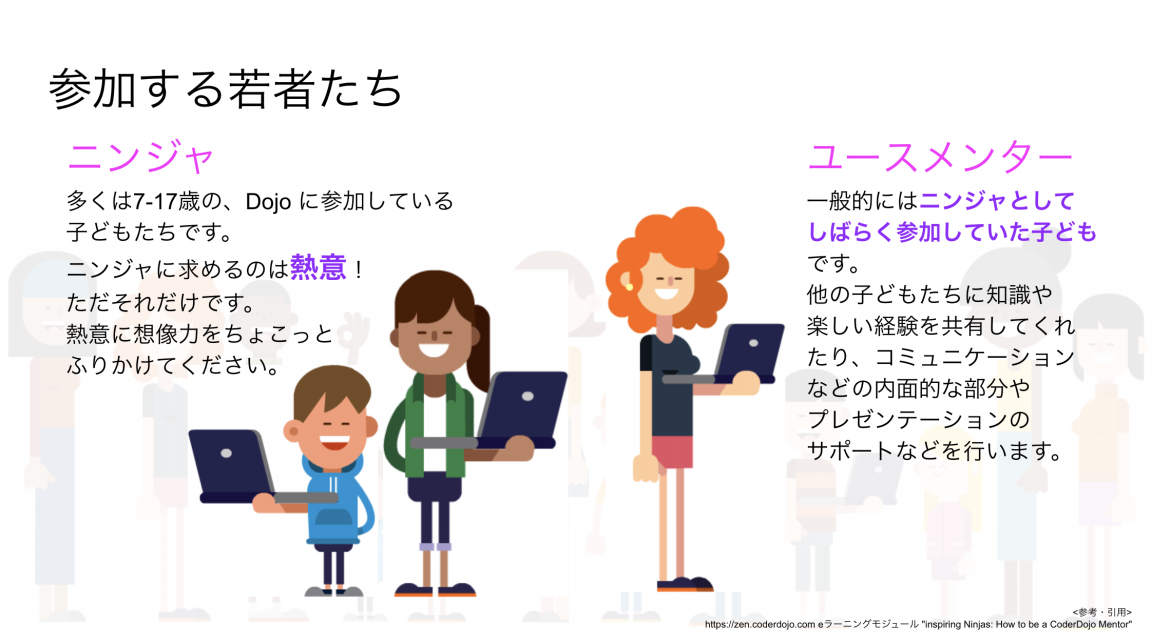 参加する若者たち
ニンジャ
多くは7-17歳の、Dojo に参加している
子どもたちです。
ニンジャに求めるのは熱意！
ただそれだけです。
熱意に想像力をちょこっと
ふりかけてください。
ユースメンター
一般的にはニンジャとして
しばらく参加していた子ども
です。
他の子どもたちに知識や
楽しい経験を共有してくれ
たり、コミュニケーション
などの内面的な部分や
プレゼンテーションの
サポートなどを行います。
<参考・引用>
https://zen.coderdojo.com eラーニングモジュール "inspiring Ninjas: How to be a CoderDojo Mentor"